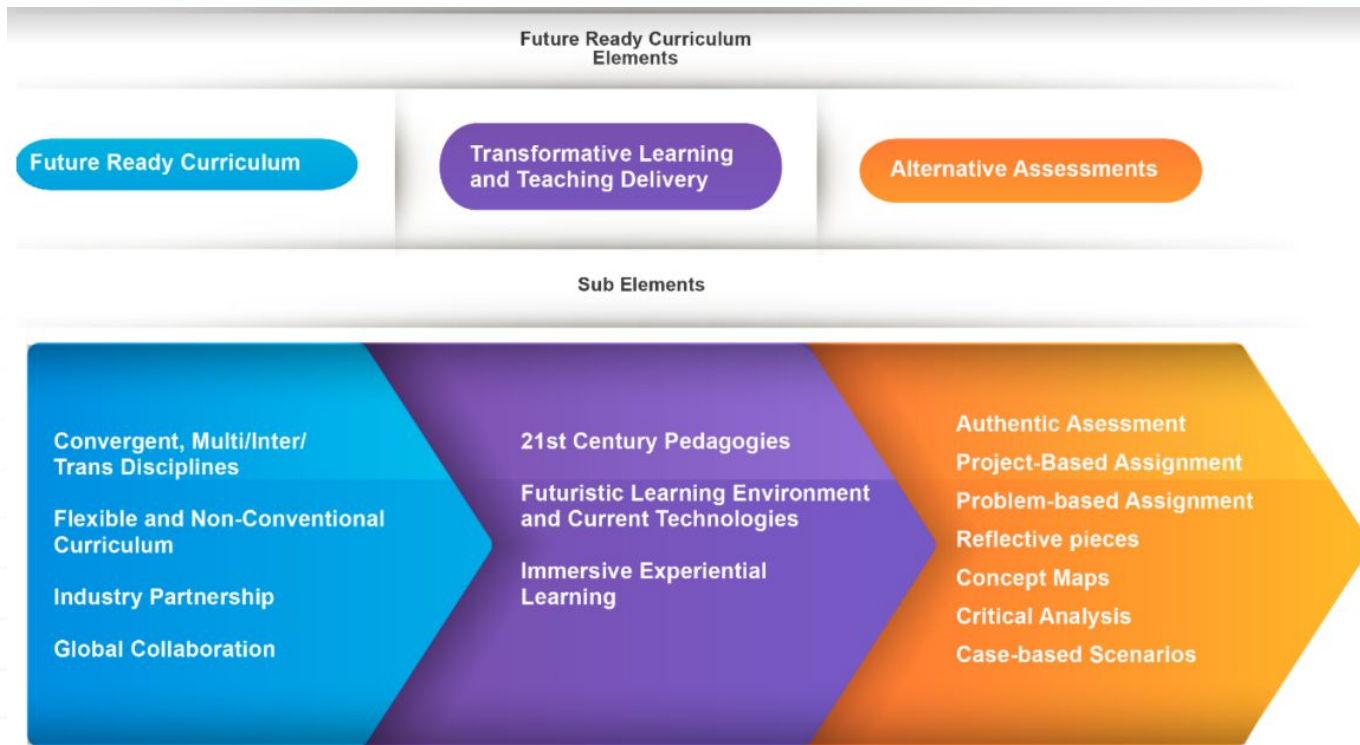 Future Ready Curriculum
Elements
Future Ready Curriculum
Transformative Learning
and Teaching Delivery
Alternative Assessments
Sub Elements
Convergent, Multi/Inter/
Trans Disciplines
Flexible and Non-Conventional
Curriculum
Industry Partnership
Global Collaboration
21st Century Pedagogies
Futuristic Learning Environment
and Current Technologies
Immersive Experiential
Learning
Authentic Asessment
Project-Based Assignment
Problem-based Assignment
Reflective pieces
Concept Maps
Critical Analysis
Case-based Scenarios